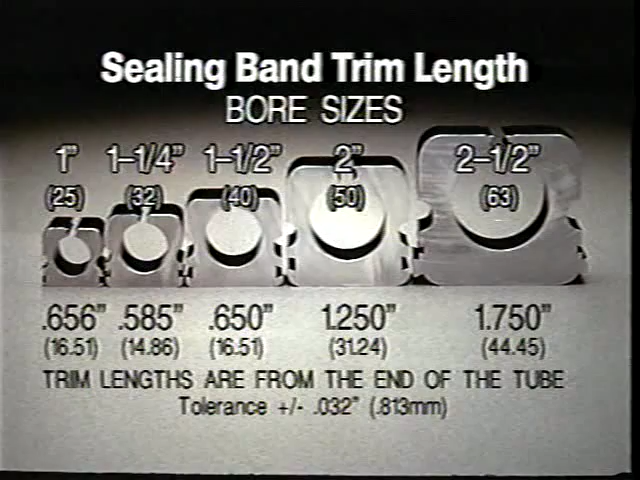 Sealing Band Trim Length
BORE SIZES
1" 1-1/4" 1-1/2" 2" 2-1/2"
(25) (32) (40) (50) (63)
.656" .585" .650" 1.250" 1.750"
(16.51) (14.86) (16.51) (31.24) (44.45)
TRIM LENGTHS ARE FROM THE END OF THE TUBE
Tolerance +/- .032" (.813mm)